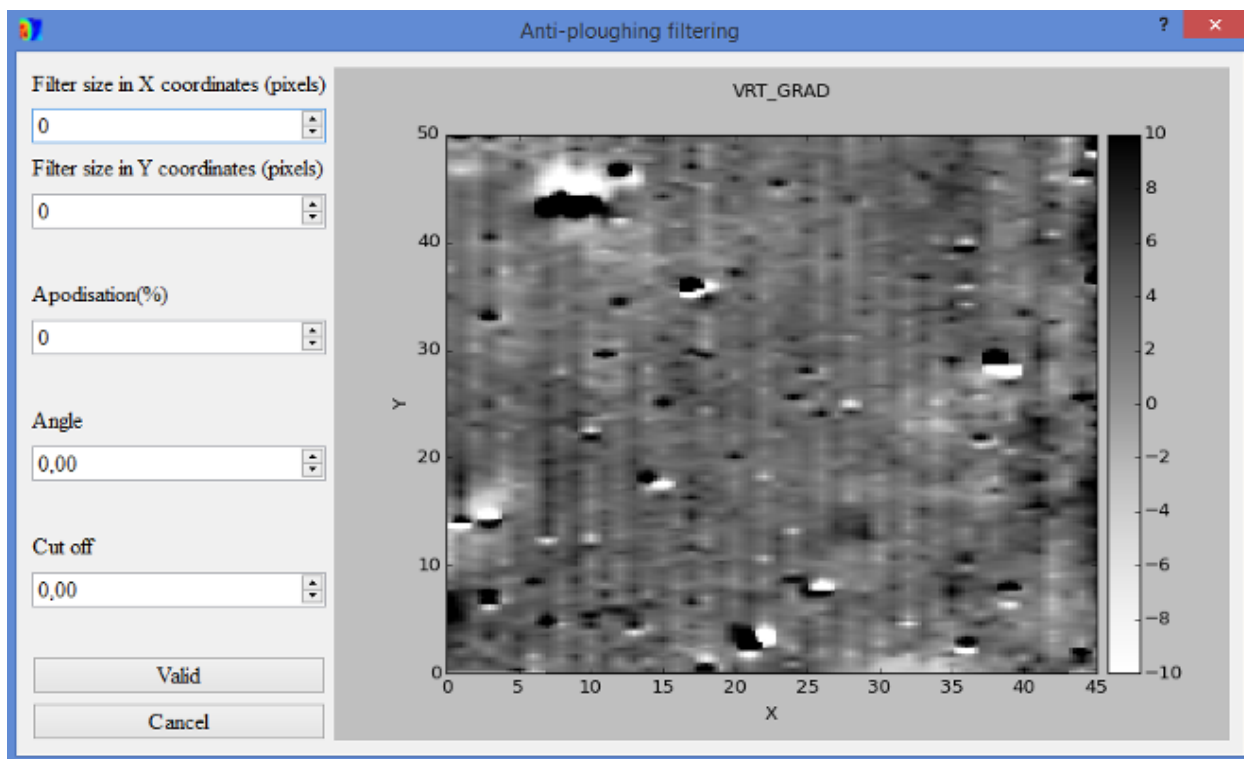 Anti-ploughing filtering
?
×
Filter size in X coordinates (pixels)
0
Filter size in Y coordinates (pixels)
0
Apodisation(%)
0
Angle
0,00
Cut off
0,00
Valid
Cancel
VRT_GRAD
50
40
30
20
10
0
Y
0 5 10 15 20 25 30 35 40 45
X
10
8
6
4
2
0
−2
−4
−6
−8
−10